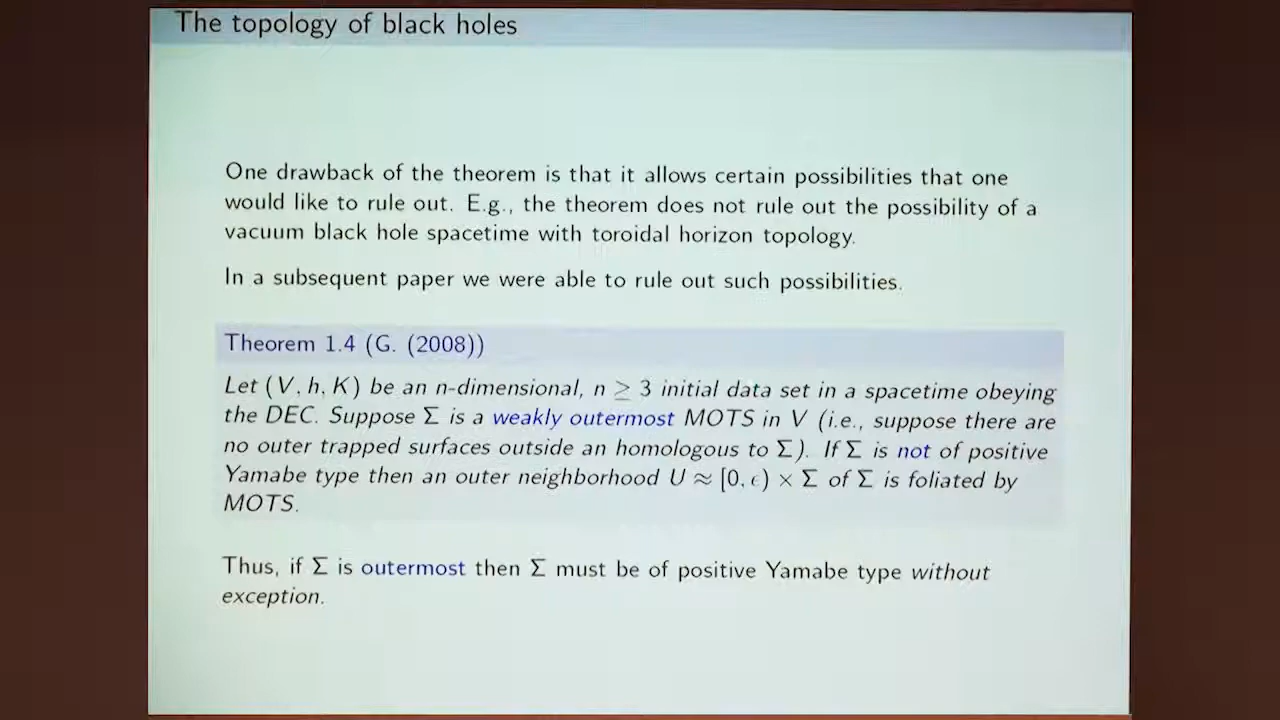 The topology of black holes
One drawback of the theorem is that it allows certain possibilities that one
would like to rule out. E.g., the theorem does not rule out the possibility of a
vacuum black hole spacetime with toroidal horizon topology.
In a subsequent paper we were able to rule out such possibilities.
Theorem 1.4 (G. (2008))
Let (V, h, K) be an n-dimensional, n ≥ 3 initial data set in a spacetime obeying
the DEC. Suppose Σ is a weakly outermost MOTS in V (i.e., suppose there are
no outer trapped surfaces outside an homologous to Σ). If Σ is not of positive
Yamabe type then an outer neighborhood U ≈ [0, ϵ) × Σ of Σ is foliated by
MOTS.
Thus, if Σ is outermost then Σ must be of positive Yamabe type without
exception.